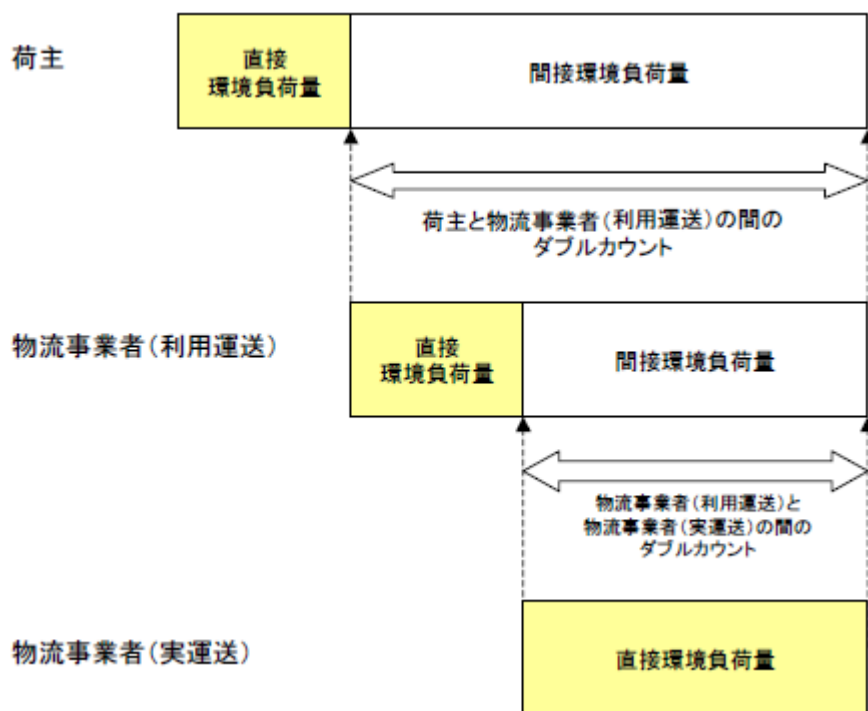 荷主
直接
環境負荷量
間接環境負荷量
荷主と物流事業者(利用運送)の間の
ダブルカウント
物流事業者(利用運送)
直接
環境負荷量
間接環境負荷量
物流事業者(利用運送)と
物流事業者(実運送)の間の
ダブルカウント
物流事業者(実運送)
直接環境負荷量